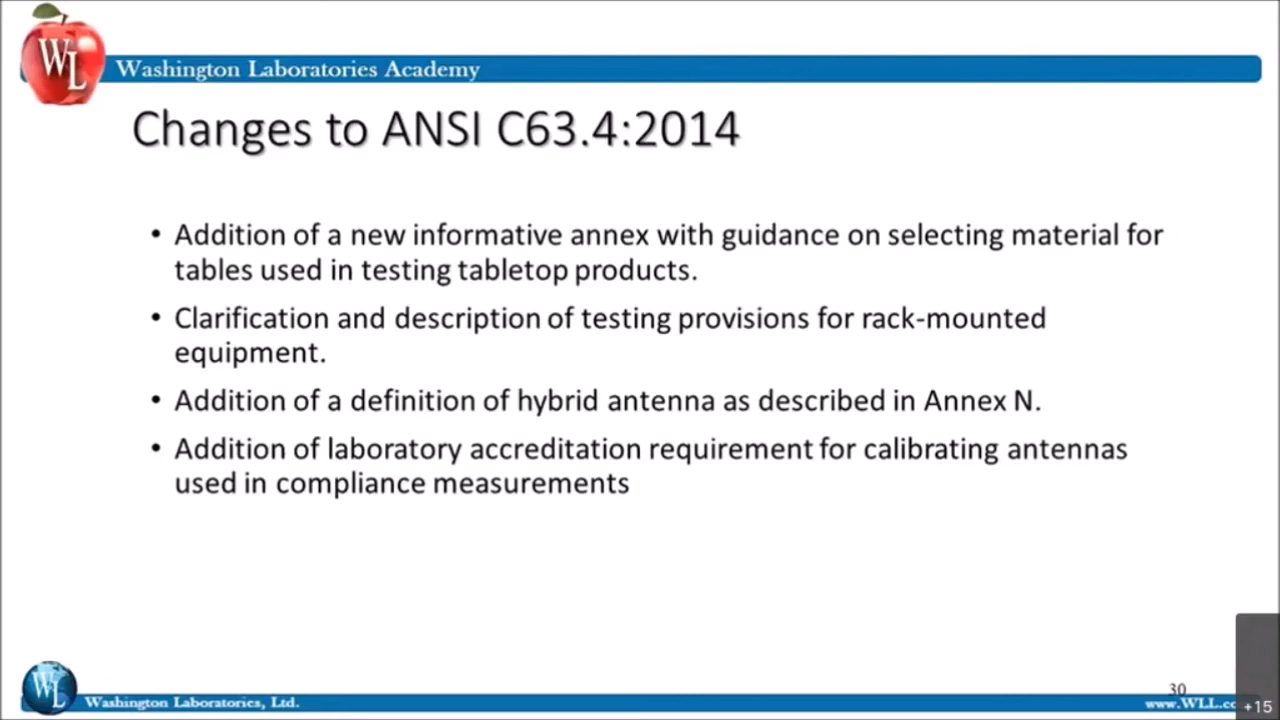 WL
Washington Laboratories Academy
Changes to ANSI C63.4:2014
• Addition of a new informative annex with guidance on selecting material for
tables used in testing tabletop products.
• Clarification and description of testing provisions for rack-mounted
equipment.
• Addition of a definition of hybrid antenna as described in Annex N.
• Addition of laboratory accreditation requirement for calibrating antennas
used in compliance measurements
WL
Washington Laboratories, Ltd.
30
www.WLL.co
+15